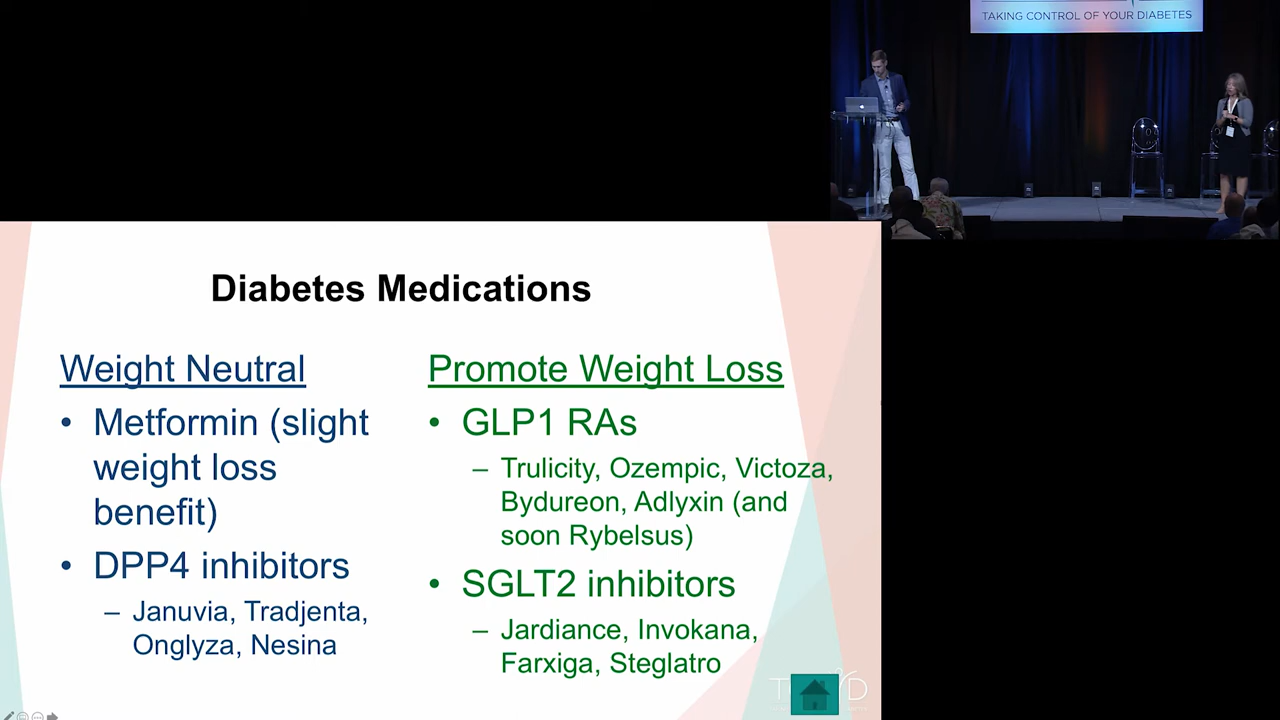 TAKING CONTROL OF YOUR DIABETES
Diabetes Medications
Weight Neutral
• Metformin (slight
weight loss
benefit)
• DPP4 inhibitors
– Januvia, Tradjenta,
Onglyza, Nesina
Promote Weight Loss
• GLP1 RAs
– Trulicity, Ozempic, Victoza,
Bydureon, Adlyxin (and
soon Rybelsus)
• SGLT2 inhibitors
– Jardiance, Invokana,
Farxiga, Steglatro